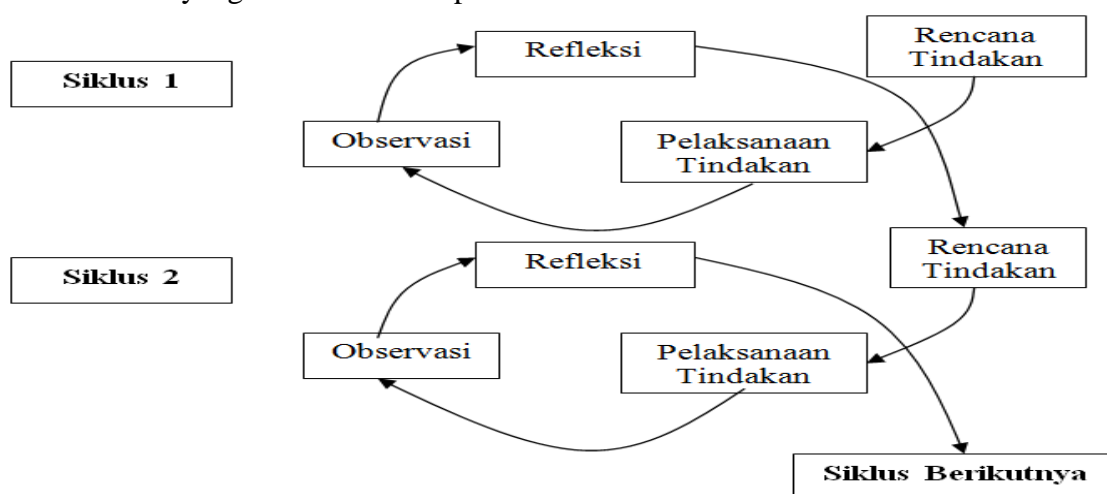 Rencana
Tindakan
Refleksi
Siklus 1
Observasi
Pelaksanaan
Tindakan
Rencana
Tindakan
Refleksi
Siklus 2
Observasi
Pelaksanaan
Tindakan
Siklus Berikutnya